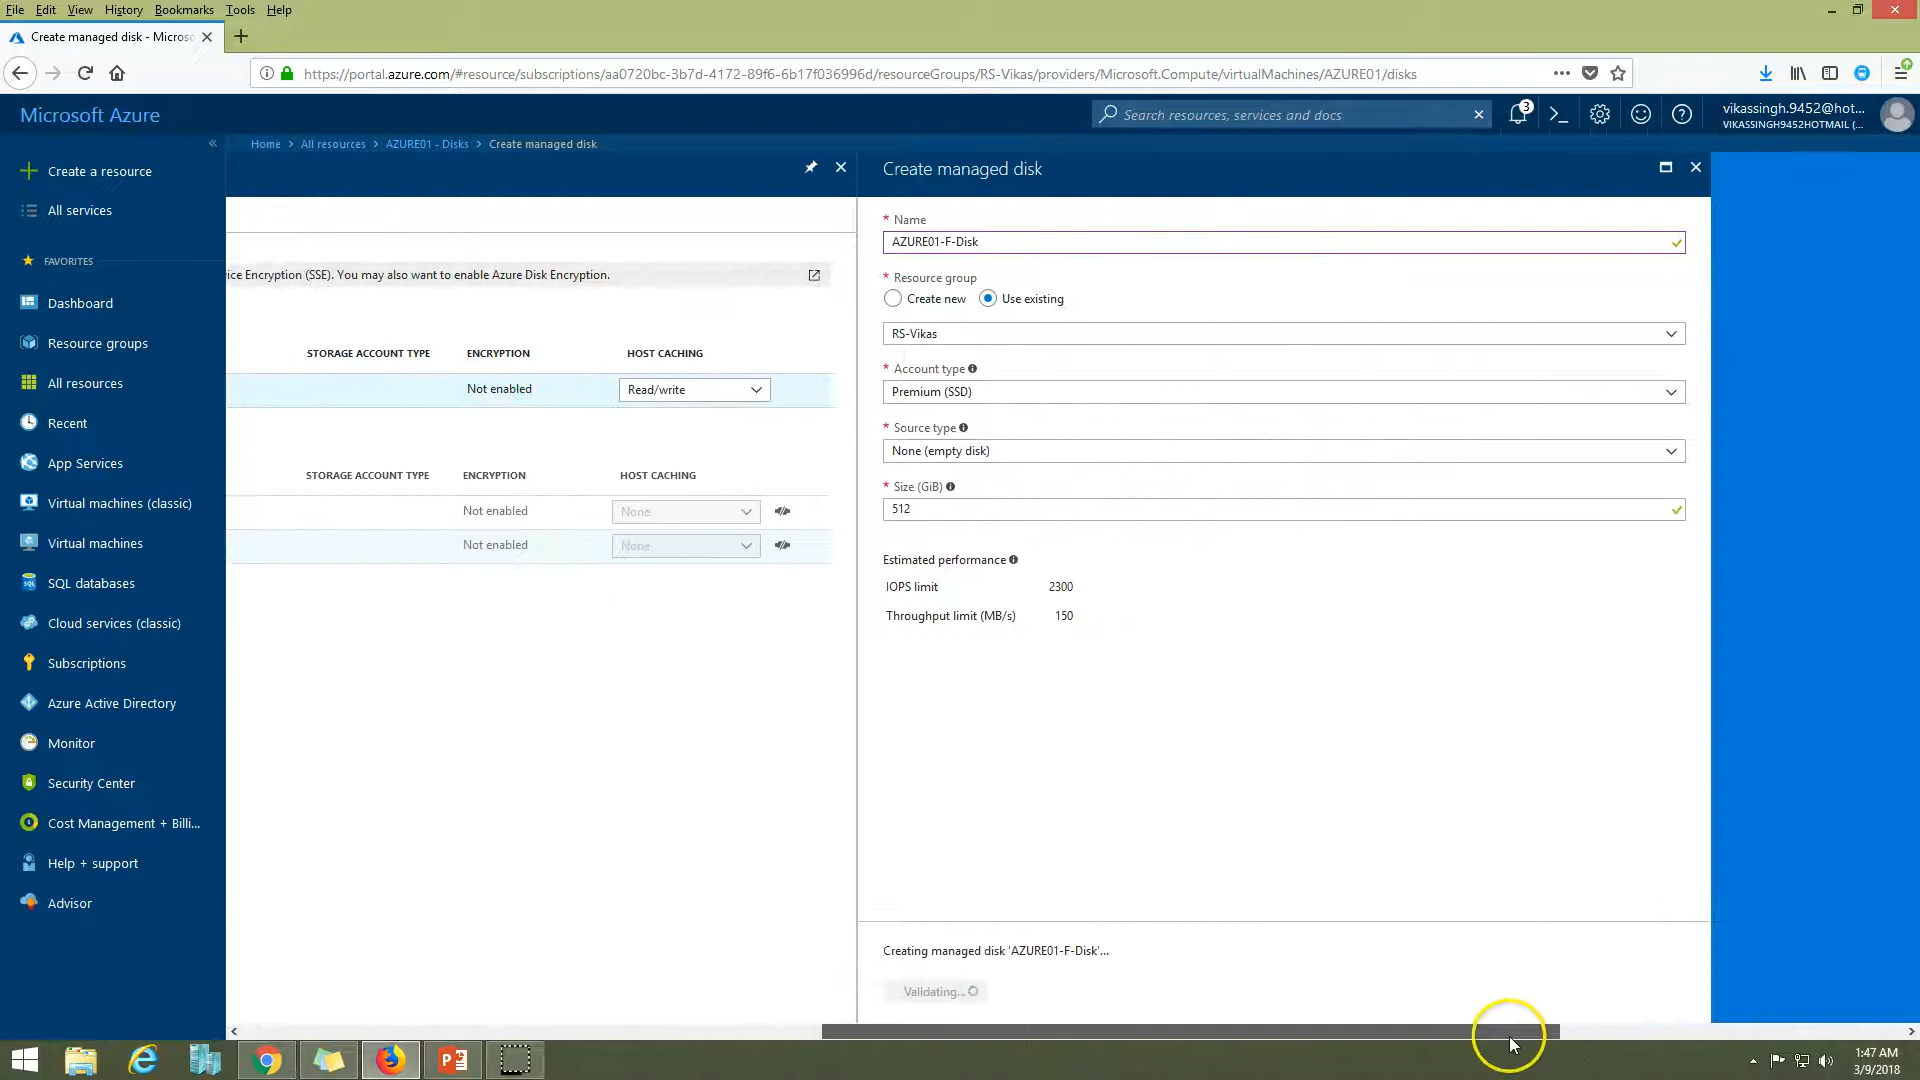 File Edit View History Bookmarks Tools Help
Create managed disk - Microso
https://portal.azure.com/#resource/subscriptions/aa0720bc-3b7d-4172-89f6-6b17f036996d/resourceGroups/RS-Vikas/providers/Microsoft.Compute/virtualMachines/AZURE01/disks
Microsoft Azure
Search resources, services and docs
3
vikassingh.9452@hot...
VIKASSINGH9452HOTMAIL (...
Home > All resources > AZURE01 - Disks > Create managed disk
Create a resource
All services
FAVORITES
Dashboard
Resource groups
All resources
Recent
App Services
Virtual machines (classic)
Virtual machines
SQL databases
Cloud services (classic)
Subscriptions
Azure Active Directory
Monitor
Security Center
Cost Management + Billi...
Help + support
Advisor
ice Encryption (SSE). You may also want to enable Azure Disk Encryption.
STORAGE ACCOUNT TYPE ENCRYPTION HOST CACHING
Not enabled Read/write
STORAGE ACCOUNT TYPE ENCRYPTION HOST CACHING
Not enabled None
Not enabled None
Create managed disk
* Name
AZURE01-F-Disk
* Resource group
Create new Use existing
RS-Vikas
* Account type
Premium (SSD)
* Source type
None (empty disk)
* Size (GiB)
512
Estimated performance
IOPS limit 2300
Throughput limit (MB/s) 150
Creating managed disk 'AZURE01-F-Disk'...
Validating...
1:47 AM
3/9/2018